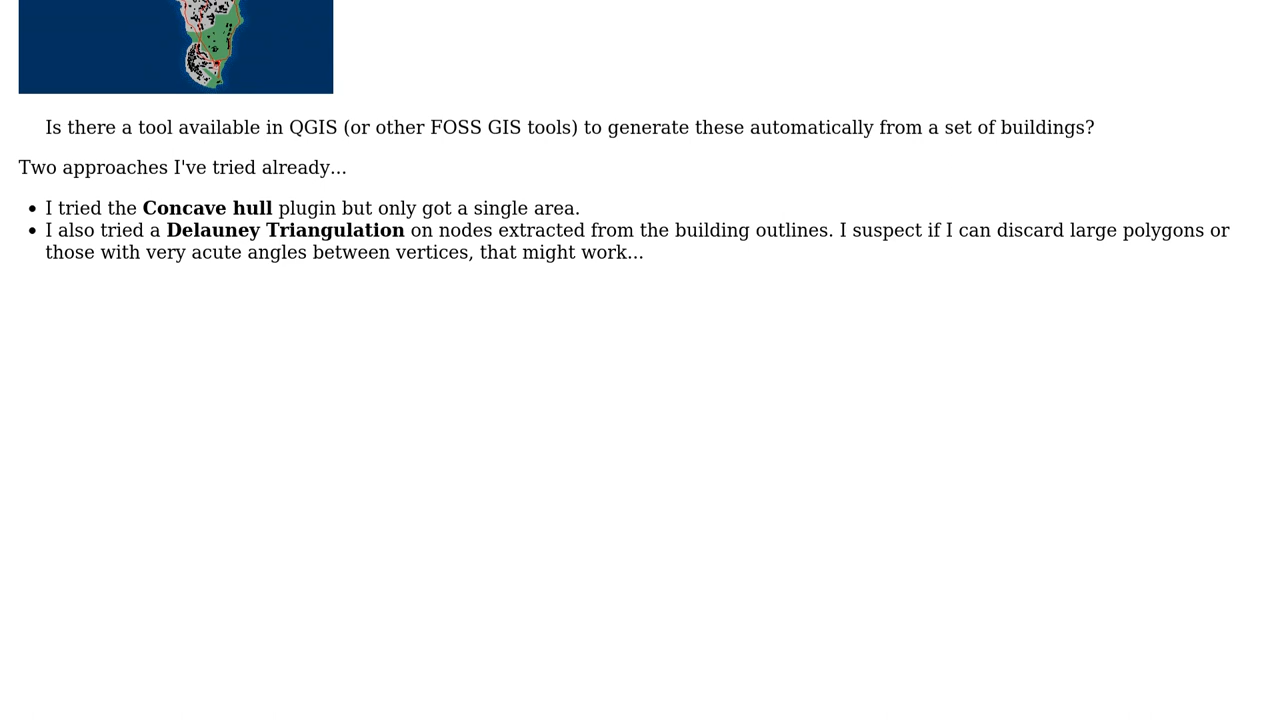 Is there a tool available in QGIS (or other FOSS GIS tools) to generate these automatically from a set of buildings?
Two approaches I've tried already...
• I tried the Concave hull plugin but only got a single area.
• I also tried a Delauney Triangulation on nodes extracted from the building outlines. I suspect if I can discard large polygons or
those with very acute angles between vertices, that might work...